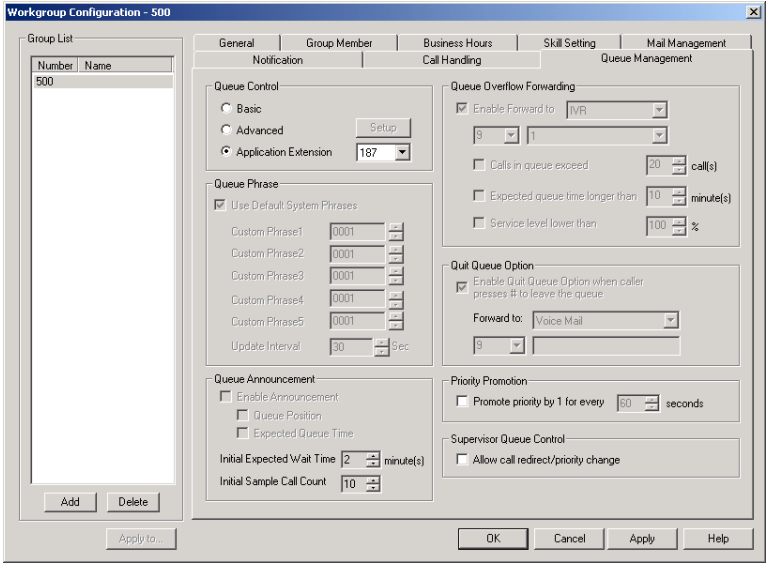 Workgroup Configuration - 500
Group List
Number Name
500
Add Delete
Apply to...
General Group Member Business Hours Skill Setting Mail Management
Notification Call Handling Queue Management
Queue Control
Basic
Advanced Setup
Application Extension 187
Queue Phrase
Use Default System Phrases
Custom Phrase1 0001
Custom Phrase2 0001
Custom Phrase3 0001
Custom Phrase4 0001
Custom Phrase5 0001
Update Interval 30 Sec
Queue Announcement
Enable Announcement
Queue Position
Expected Queue Time
Initial Expected Wait Time 2 minute(s)
Initial Sample Call Count 10
Queue Overflow Forwarding
Enable Forward to IVR
9 1
Calls in queue exceed 20 call(s)
Expected queue time longer than 10 minute(s)
Service level lower than 100 %
Quit Queue Option
Enable Quit Queue Option when caller
presses # to leave the queue
Forward to: Voice Mail
9
Priority Promotion
Promote priority by 1 for every 60 seconds
Supervisor Queue Control
Allow call redirect/priority change
OK Cancel Apply Help